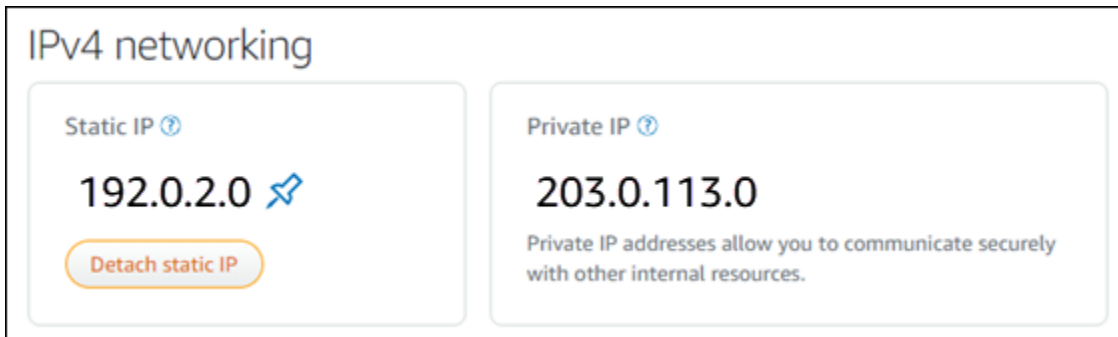 IPv4 networking
Static IP
Private IP
192.0.2.0
203.0.113.0
Detach static IP
Private IP addresses allow you to communicate securely
with other internal resources.